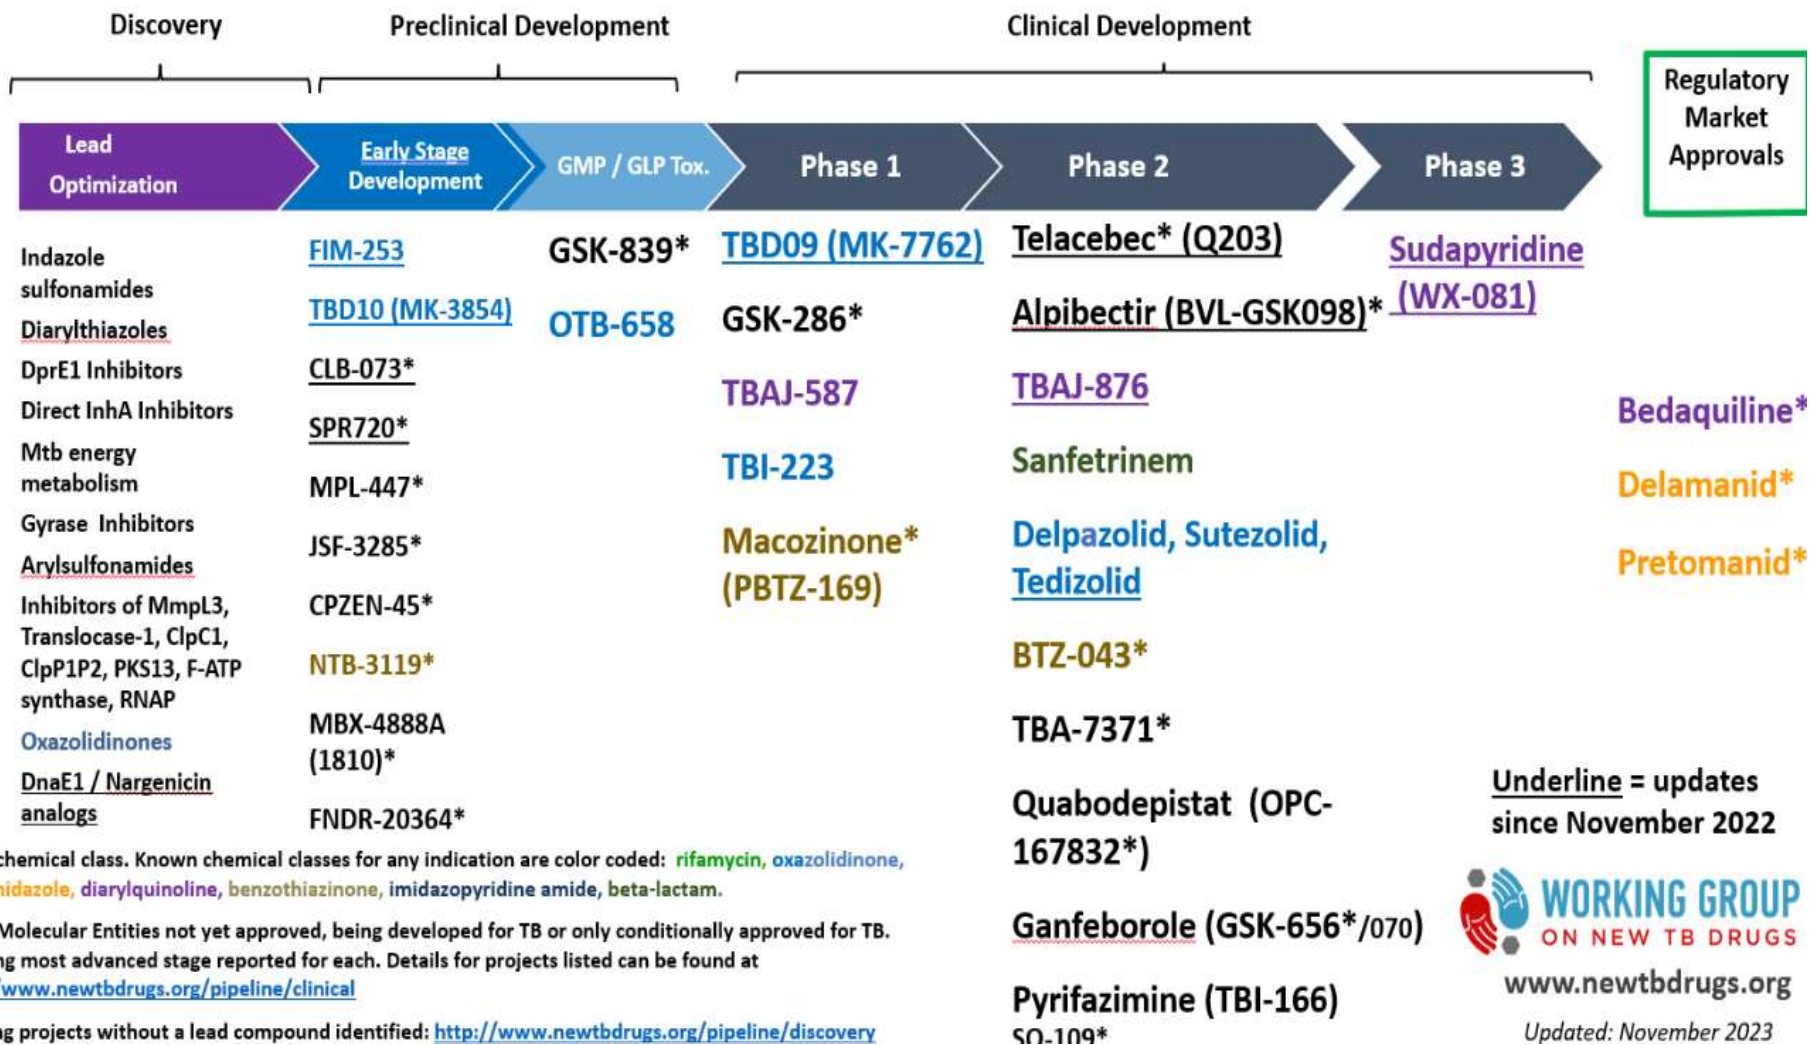 Discovery
Preclinical Development
Clinical Development
Regulatory
Market
Approvals
Lead
Optimization
Early Stage
Development
GMP / GLP Tox.
Phase 1
Phase 2
Phase 3
Indazole
sulfonamides
Diarylthiazoles
DprE1 Inhibitors
Direct InhA Inhibitors
Mtb energy
metabolism
Gyrase Inhibitors
Arylsulfonamides
Inhibitors of MmpL3,
Translocase-1, ClpC1,
ClpP1P2, PKS13, F-ATP
synthase, RNAP
Oxazolidinones
DnaE1 / Nargenicin
analogs
FIM-253
TBD10 (MK-3854)
CLB-073*
SPR720*
MPL-447*
JSF-3285*
CPZEN-45*
NTB-3119*
MBX-4888A
(1810)*
FNDR-20364*
GSK-839*
OTB-658
TBD09 (MK-7762)
GSK-286*
TBAJ-587
TBI-223
Macozinone*
(PBTZ-169)
Telacebec* (Q203)
Alpibectir (BVL-GSK098)*
TBAJ-876
Sanfetrinem
Delpazolid, Sutezolid,
Tedizolid
BTZ-043*
TBA-7371*
Quabodepistat (OPC-
167832*)
Ganfeborole (GSK-656*/070)
Pyrifazimine (TBI-166)
SQ-109*
Sudapyridine
(WX-081)
Bedaquiline*
Delamanid*
Pretomanid*
Underline = updates
since November 2022
chemical class. Known chemical classes for any indication are color coded: rifamycin, oxazolidinone,
diarylquinoline, benzothiazinone, imidazopyridine amide, beta-lactam.
Molecular Entities not yet approved, being developed for TB or only conditionally approved for TB.
most advanced stage reported for each. Details for projects listed can be found at
/www.newtbdrugs.org/pipeline/clinical
projects without a lead compound identified: http://www.newtbdrugs.org/pipeline/discovery
WORKING GROUP
ON NEW TB DRUGS
www.newtbdrugs.org
Updated: November 2023